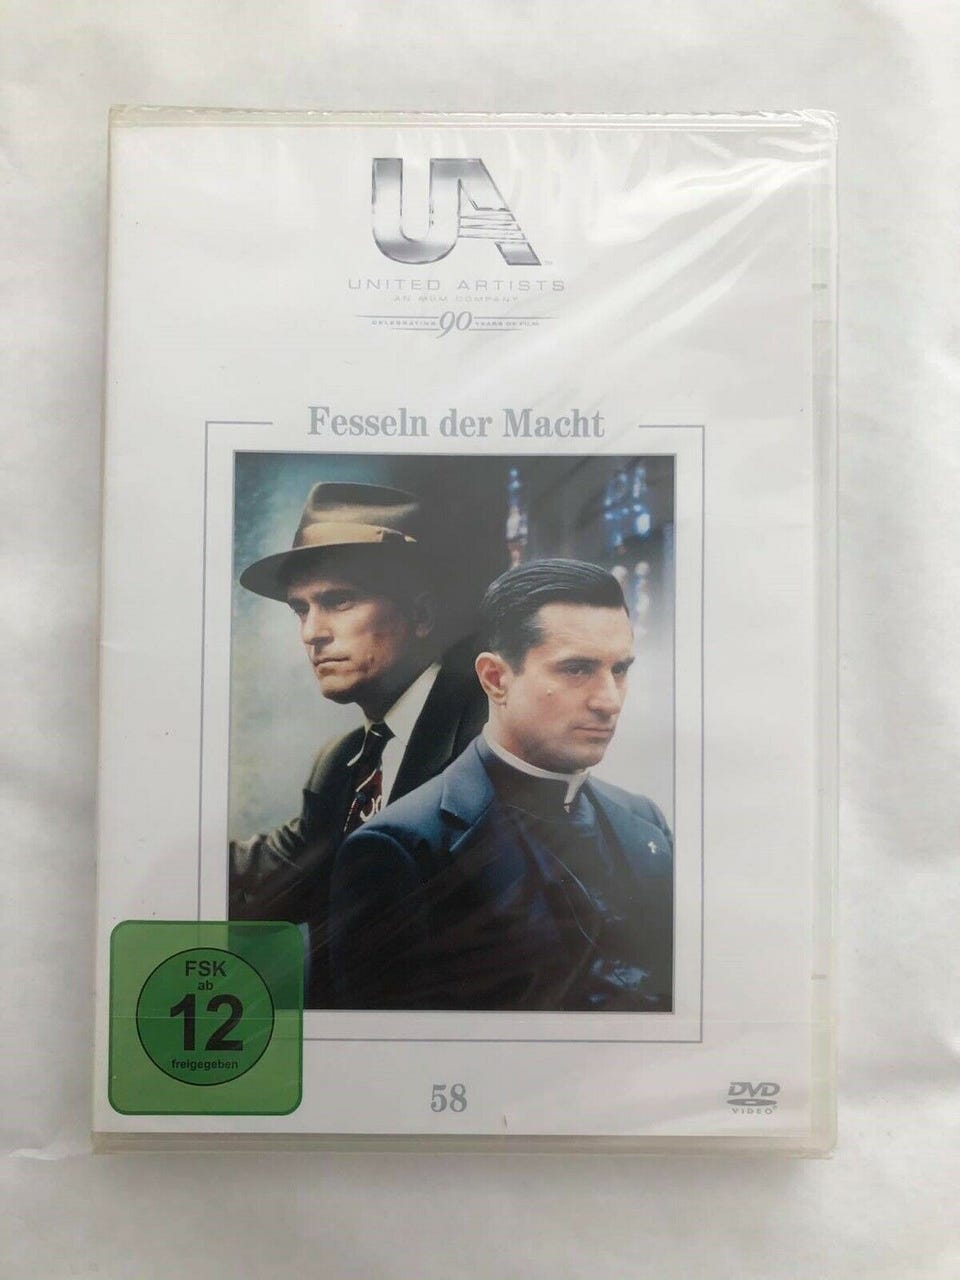 UA
UNITED ARTISTS
AN MGM COMPANY
CELEBRATING 90 YEARS OF FILM
Fesseln der Macht
FSK
ab
12
freigegeben
58
DVD
VIDEO